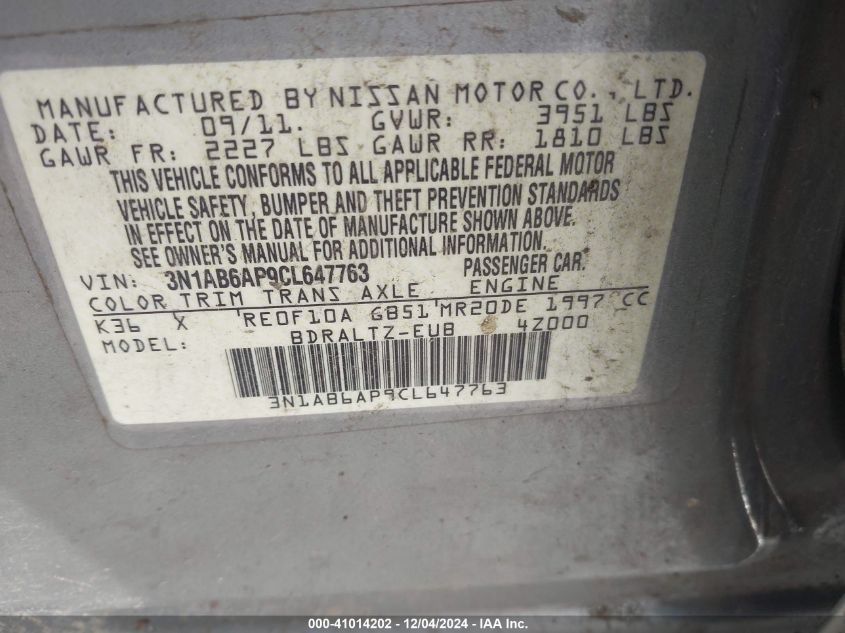 MANUFACTURED BY NISSAN MOTOR CO., LTD.
DATE: 09/11. GVWR: 3951 LBS
GAWR FR: 2227 LBS GAWR RR: 1810 LBS
THIS VEHICLE CONFORMS TO ALL APPLICABLE FEDERAL MOTOR
VEHICLE SAFETY, BUMPER AND THEFT PREVENTION STANDARDS
IN EFFECT ON THE DATE OF MANUFACTURE SHOWN ABOVE.
SEE OWNER'S MANUAL FOR ADDITIONAL INFORMATION.
VIN: 3N1AB6AP9CL647763 PASSENGER CAR.
COLOR TRIM TRANS AXLE ENGINE
K36 X RE0F10A GB51 MR20DE 1997 CC
MODEL: BDRALTZ-EUB 4Z000
3N1AB6AP9CL647763
000-41014202 - 12/04/2024 - IAA Inc.